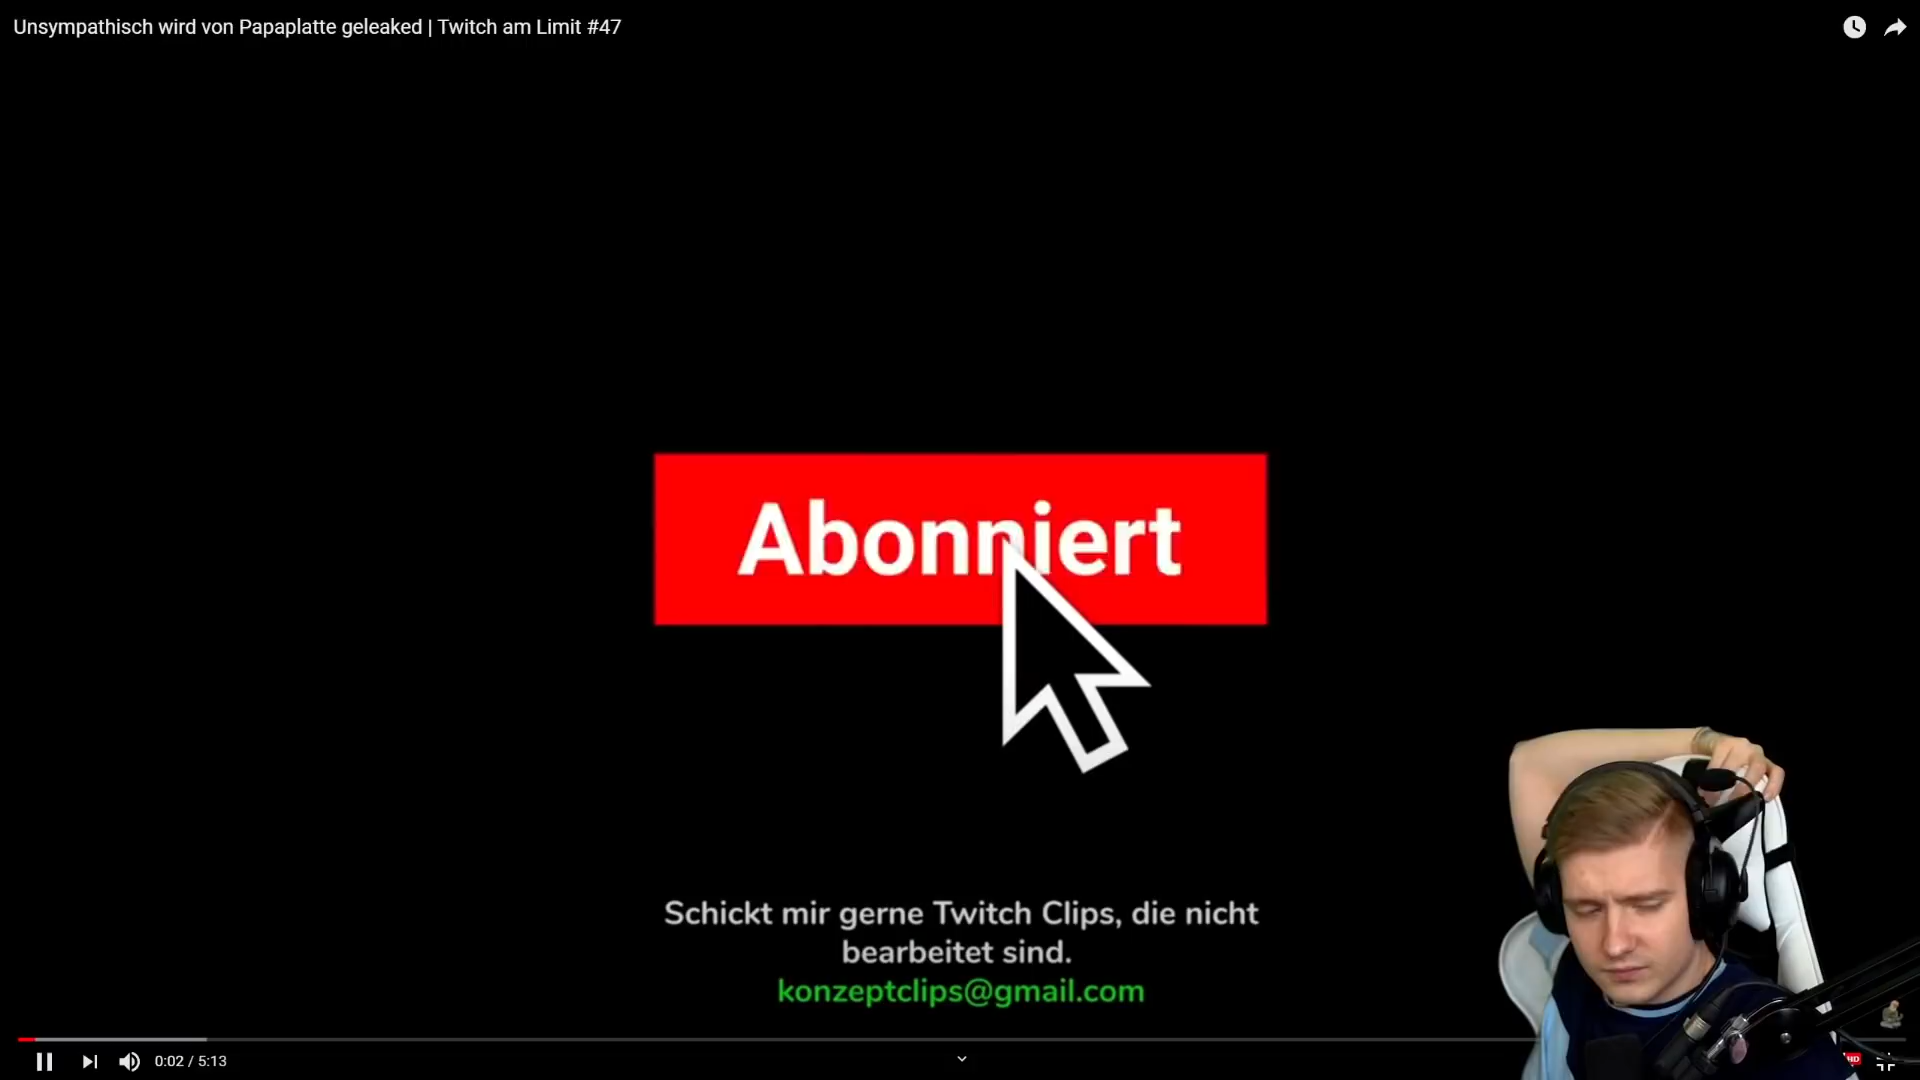 Unsympathisch wird von Papaplatte geleaked | Twitch am Limit #47
Abonniert
Schickt mir gerne Twitch Clips, die nicht
bearbeitet sind.
konzeptclips@gmail.com
0:02 / 5:13
HD